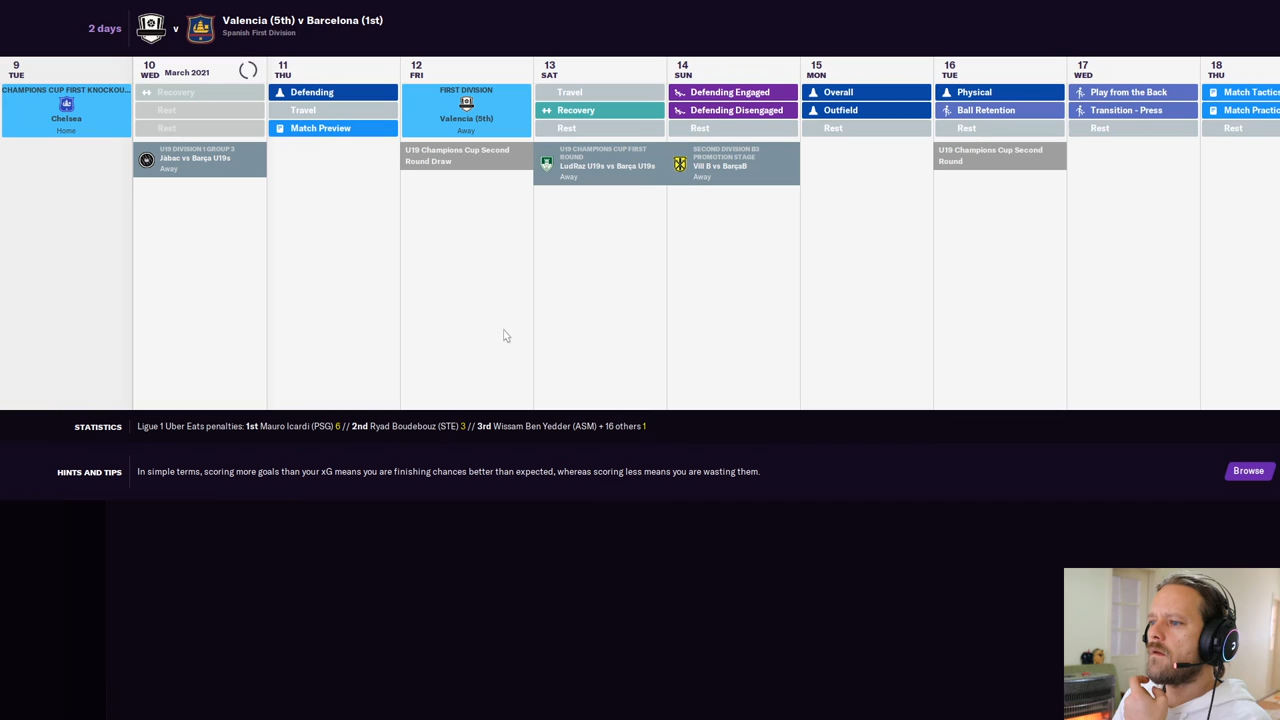 2 days
v
Valencia (5th) v Barcelona (1st)
Spanish First Division
9
TUE
10
WED
March 2021
11
THU
12
FRI
13
SAT
14
SUN
15
MON
16
TUE
17
WED
18
THU
CHAMPIONS CUP FIRST KNOCKOU...
Chelsea
Home
Recovery
Rest
Rest
U19 DIVISION 1 GROUP 3
Jàbac vs Barça U19s
Away
Defending
Travel
Match Preview
FIRST DIVISION
Valencia (5th)
Away
U19 Champions Cup Second
Round Draw
Travel
Recovery
Rest
U19 CHAMPIONS CUP FIRST
ROUND
LudRaz U19s vs Barça U19s
Away
Defending Engaged
Defending Disengaged
Rest
SECOND DIVISION B3
PROMOTION STAGE
Vill B vs BarçaB
Away
Overall
Outfield
Rest
Physical
Ball Retention
Rest
U19 Champions Cup Second
Round
Play from the Back
Transition - Press
Rest
Match Tactics
Match Practic
Rest
STATISTICS
Ligue 1 Uber Eats penalties: 1st Mauro Icardi (PSG) 6 // 2nd Ryad Boudebouz (STE) 3 // 3rd Wissam Ben Yedder (ASM) + 16 others 1
HINTS AND TIPS
In simple terms, scoring more goals than your xG means you are finishing chances better than expected, whereas scoring less means you are wasting them.
Browse